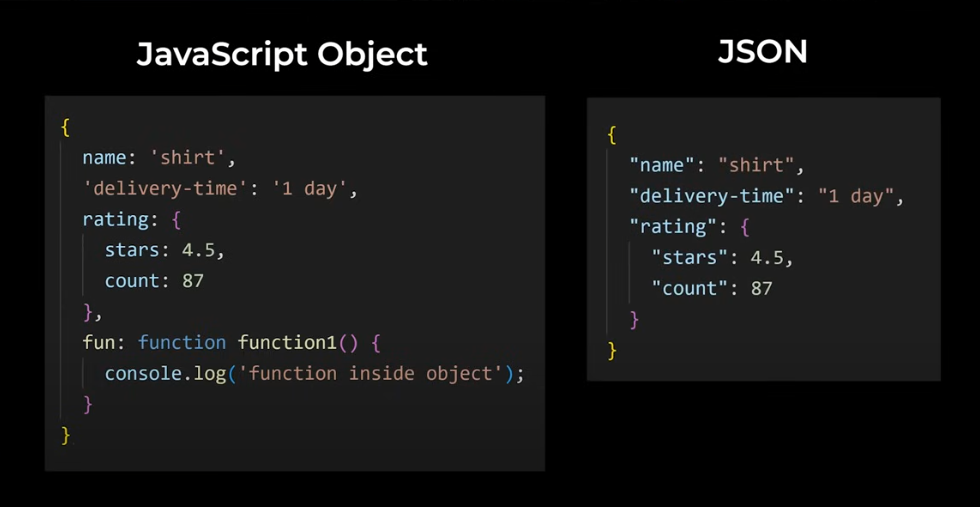 JavaScript Object
{
name: 'shirt',
'delivery-time': '1 day',
rating: {
stars: 4.5,
count: 87
},
fun: function function1() {
console.log('function inside object');
}
}
JSON
{
"name": "shirt",
"delivery-time": "1 day",
"rating": {
"stars": 4.5,
"count": 87
}
}